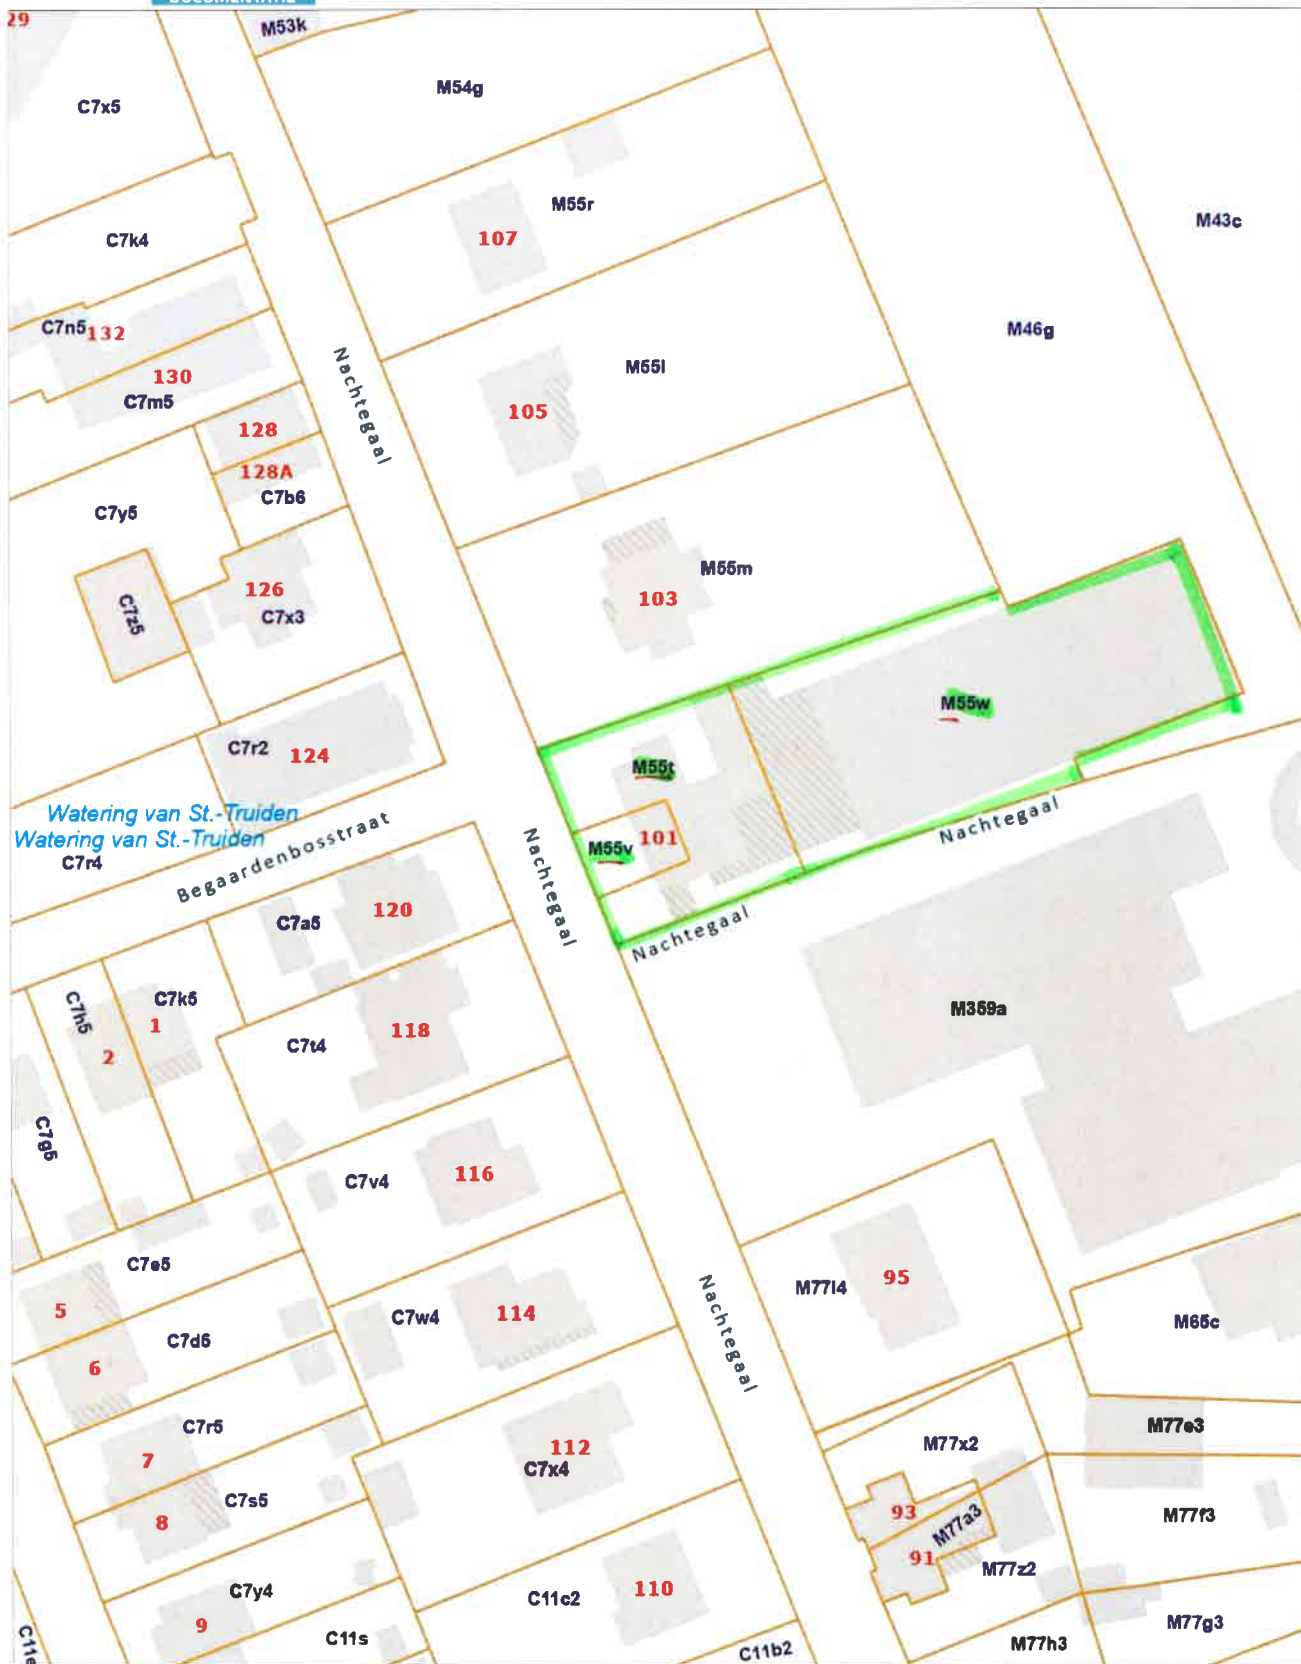 29
M53k
C7x5
M54g
M55r
107
C7k4
M43c
C7n5
132
130
C7m5
Nachtegaal
M55l
M46g
105
128
128A
C7b6
C7y5
C7z5
126
C7x3
M55m
103
C7r2
124
M55w
M55t
M55v
101
Watering van St.-Truiden
Watering van St.-Truiden
C7r4
Begaardenbosstraat
Nachtegaal
Nachtegaal
Nachtegaal
C7a5
120
C7h5
C7k5
1
2
C7t4
118
M359a
C7g5
C7v4
116
C7e5
5
C7w4
114
Nachtegaal
M77l4
95
M65c
C7d5
6
C7r5
7
112
C7x4
M77x2
M77e3
C7s5
8
93
M77a3
91
M77f3
M77z2
C7y4
9
C11c2
110
C11s
C11b2
M77h3
M77g3